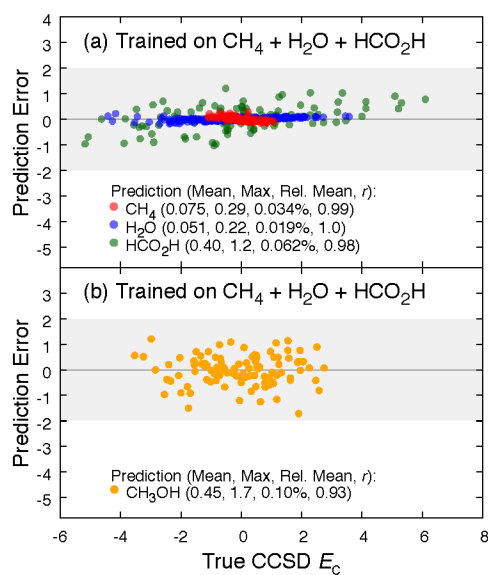 (a) Trained on CH₄ + H₂O + HCO₂H
4
3
2
1
0
-1
-2
-3
-4
-5
Prediction Error
Prediction (Mean, Max, Rel. Mean, r):
CH₄ (0.075, 0.29, 0.034%, 0.99)
H₂O (0.051, 0.22, 0.019%, 1.0)
HCO₂H (0.40, 1.2, 0.062%, 0.98)
(b) Trained on CH₄ + H₂O + HCO₂H
3
2
1
0
-1
-2
-3
-4
-5
Prediction Error
Prediction (Mean, Max, Rel. Mean, r):
CH₃OH (0.45, 1.7, 0.10%, 0.93)
-6 -4 -2 0 2 4 6 8
True CCSD E_C